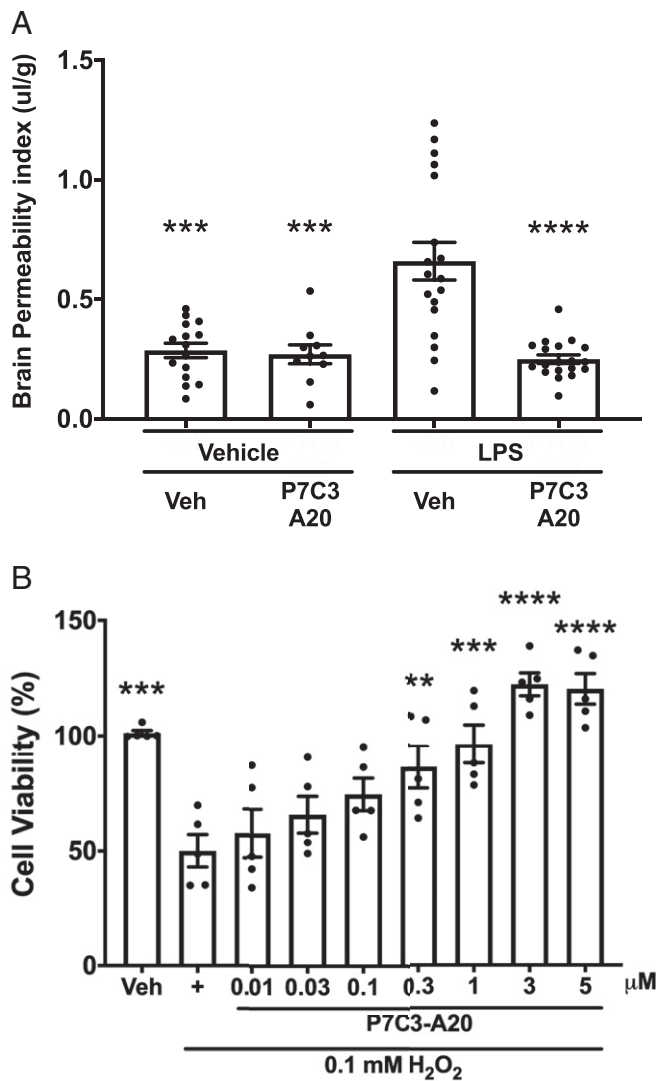 A
Brain Permeability index (ul/g)
1.5
1.0
0.5
0.0
*** *** ****
Vehicle LPS
Veh P7C3 A20 Veh P7C3 A20
B
Cell Viability (%)
150
100
50
0
*** ** *** **** ****
Veh + 0.01 0.03 0.1 0.3 1 3 5 μM
P7C3-A20
0.1 mM H₂O₂